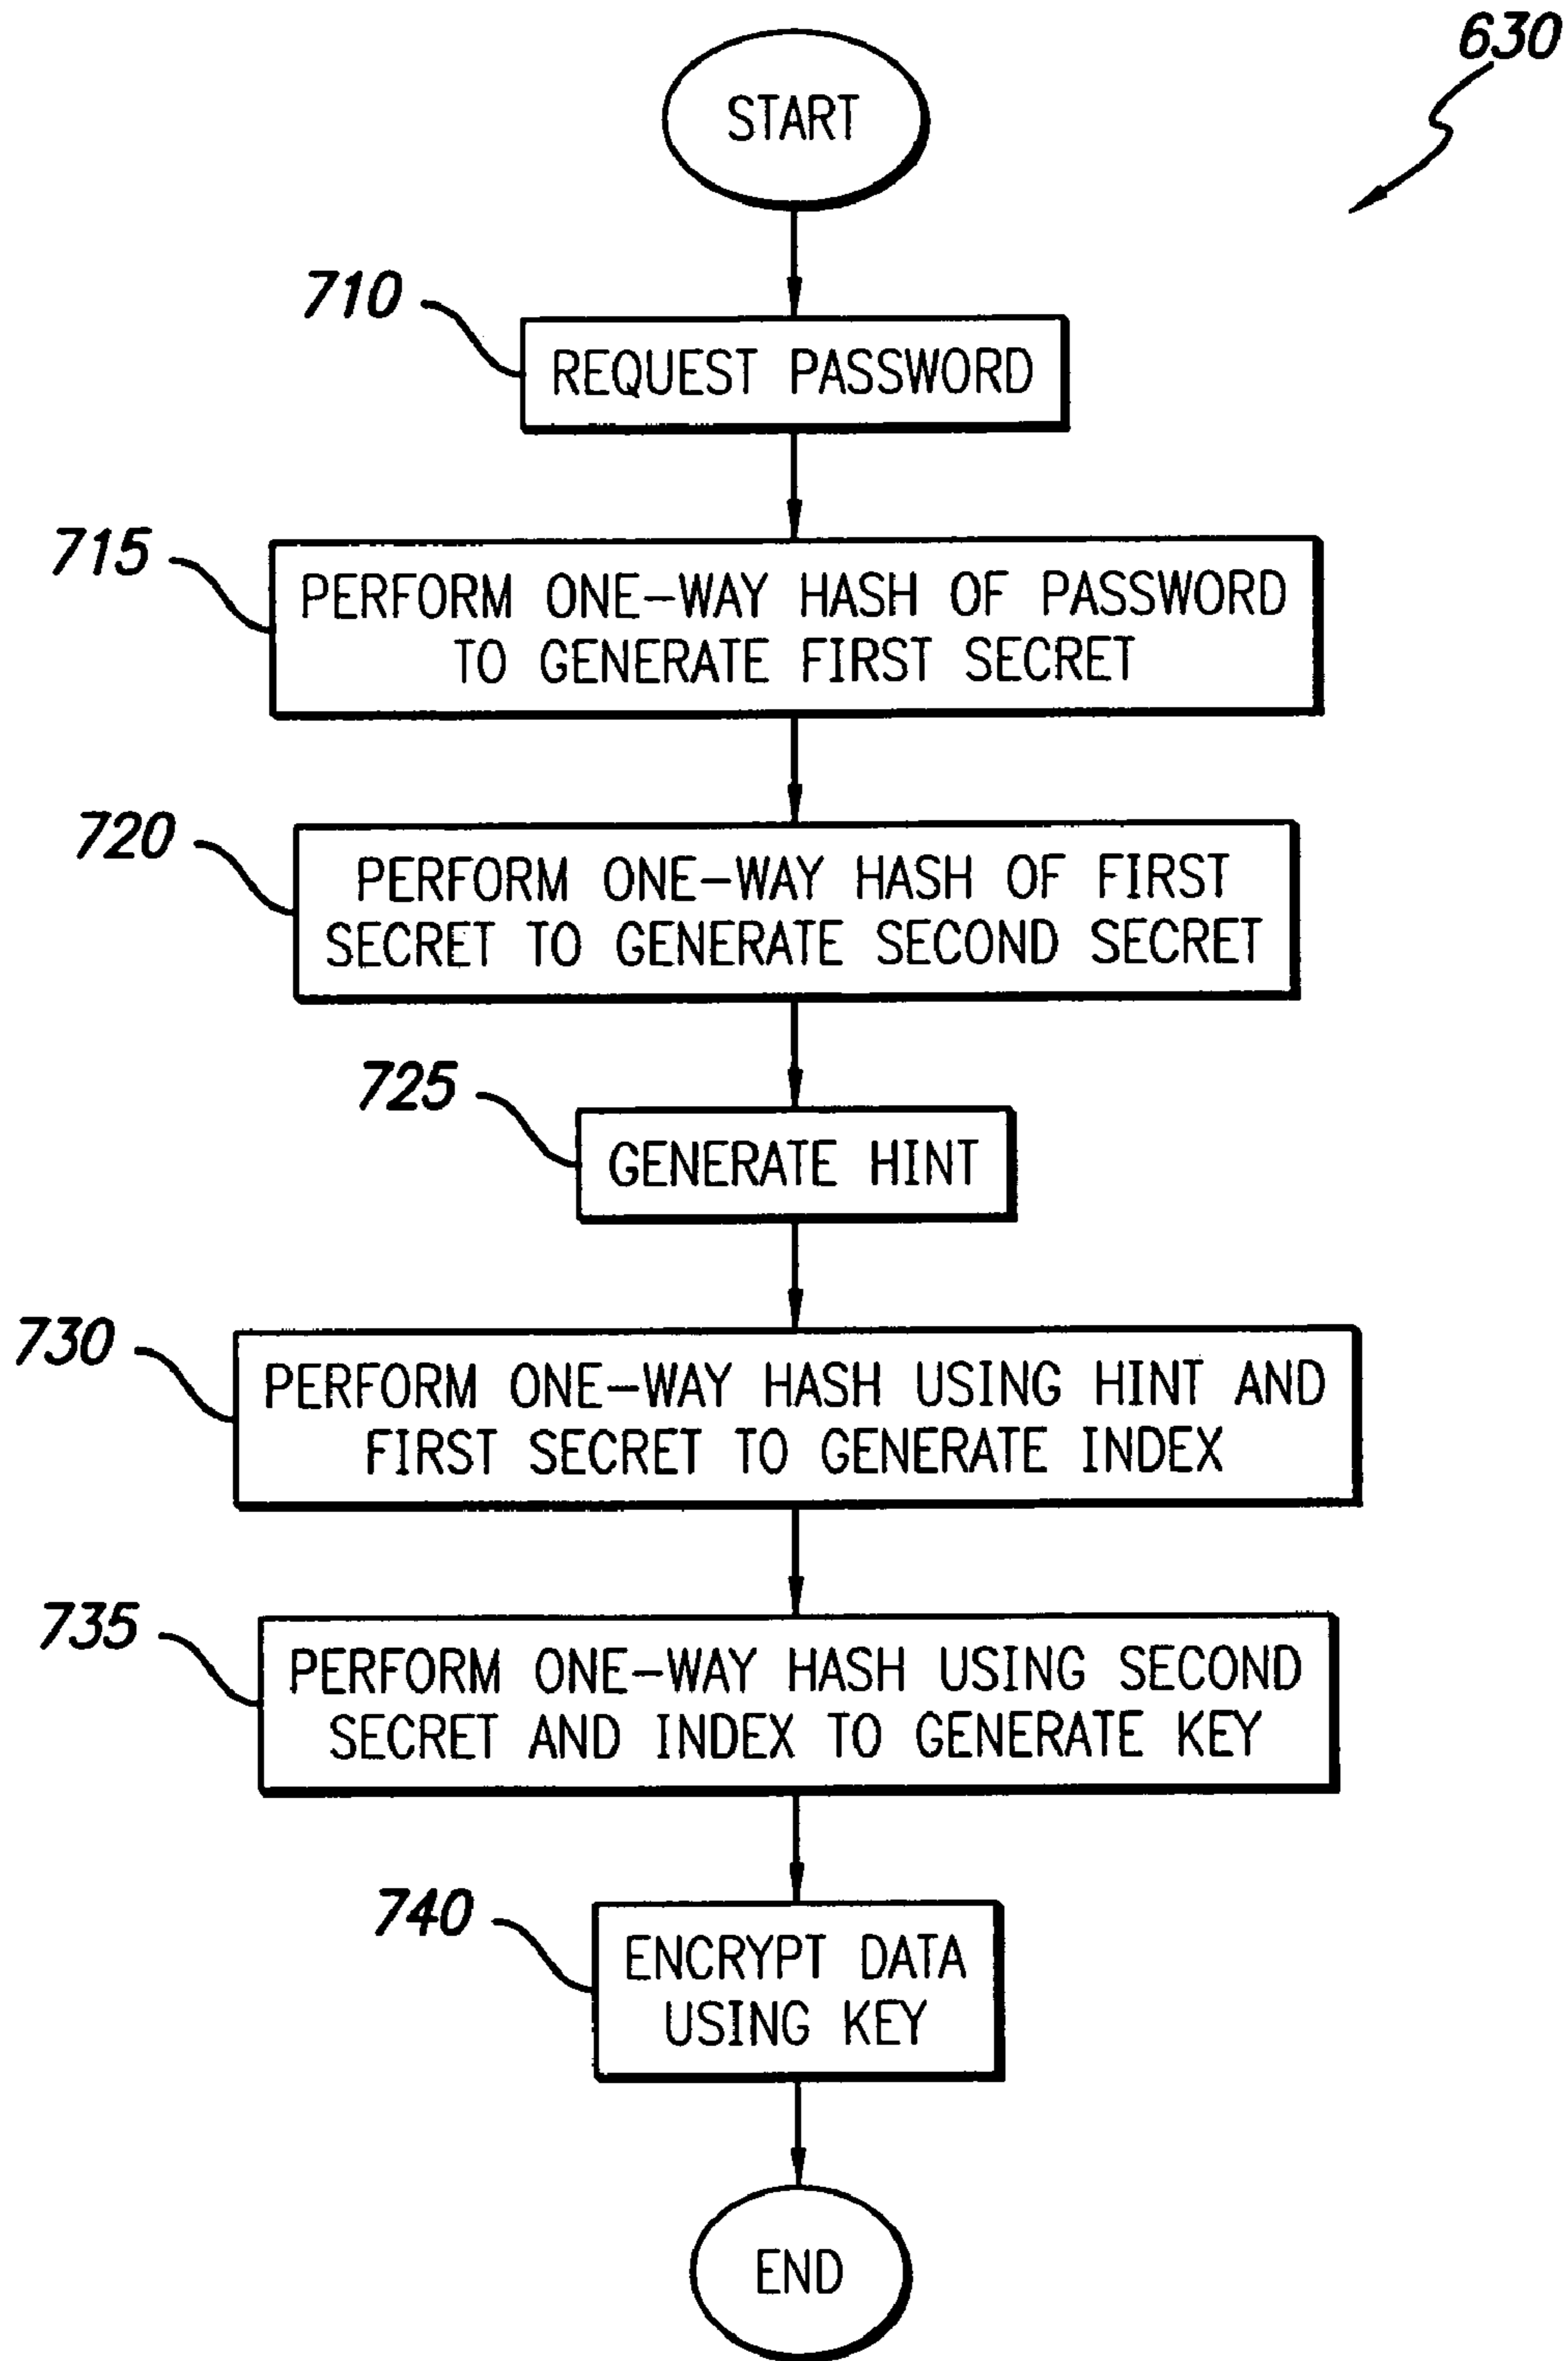 630
START
710
REQUEST PASSWORD
715
PERFORM ONE-WAY HASH OF PASSWORD
TO GENERATE FIRST SECRET
720
PERFORM ONE-WAY HASH OF FIRST
SECRET TO GENERATE SECOND SECRET
725
GENERATE HINT
730
PERFORM ONE-WAY HASH USING HINT AND
FIRST SECRET TO GENERATE INDEX
735
PERFORM ONE-WAY HASH USING SECOND
SECRET AND INDEX TO GENERATE KEY
740
ENCRYPT DATA
USING KEY
END